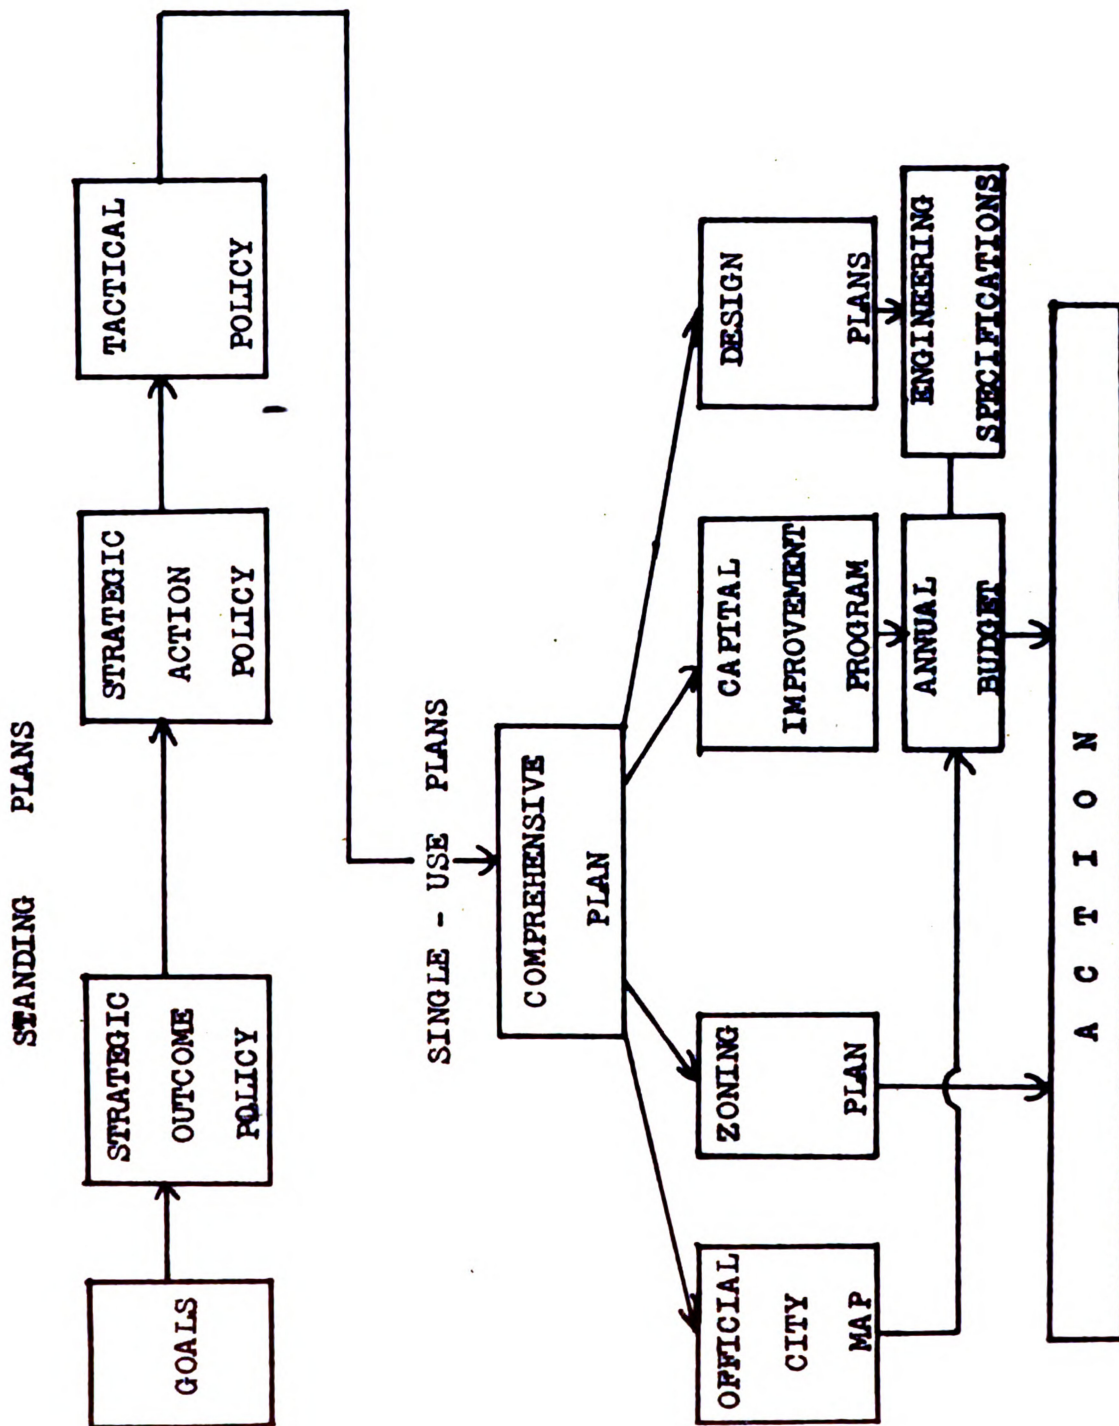 STANDING PLANS
GOALS
STRATEGIC
OUTCOME
POLICY
STRATEGIC
ACTION
POLICY
TACTICAL
POLICY
SINGLE - USE PLANS
COMPREHENSIVE
PLAN
OFFICIAL
CITY
MAP
ZONING
PLAN
CAPITAL
IMPROVEMENT
PROGRAM
DESIGN
PLANS
ANNUAL
BUDGET
ENGINEERING
SPECIFICATIONS
A C T I O N